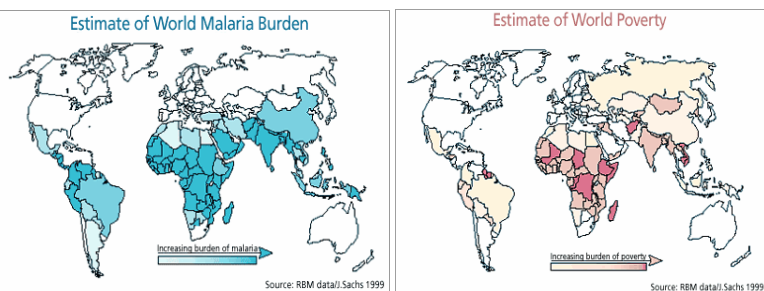 Estimate of World Malaria Burden
Increasing burden of malaria
Source: RBM data/J.Sachs 1999
Estimate of World Poverty
Increasing burden of poverty
Source: RBM data/J.Sachs 1999